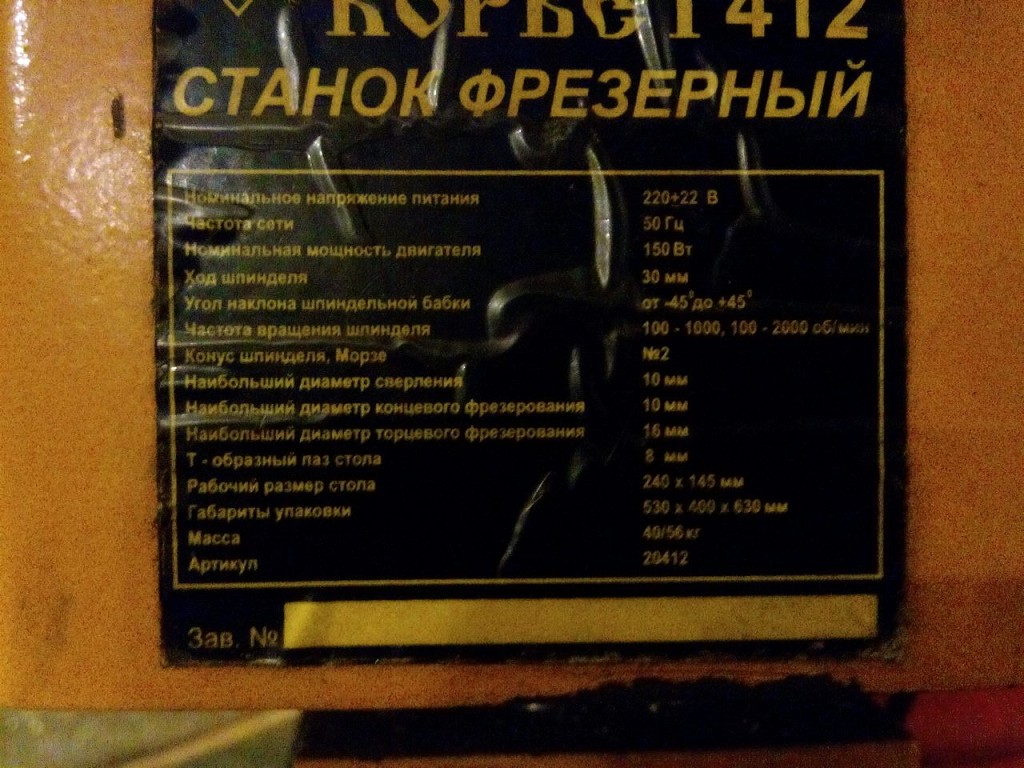 КОРВЕТ 412
СТАНОК ФРЕЗЕРНЫЙ
Номинальное напряжение питания 220+22 В
Частота сети 50 Гц
Номинальная мощность двигателя 150 Вт
Ход шпинделя 30 мм
Угол наклона шпиндельной бабки от -45⁰до +45⁰
Частота вращения шпинделя 100 - 1000, 100 - 2000 об/мин
Конус шпинделя, Морзе №2
Наибольший диаметр сверления 10 мм
Наибольший диаметр концевого фрезерования 10 мм
Наибольший диаметр торцевого фрезерования 16 мм
Т - образный паз стола 8 мм
Рабочий размер стола 240 х 145 мм
Габариты упаковки 530 х 400 х 630 мм
Масса 40/56 кг
Артикул 20412
Зав. №